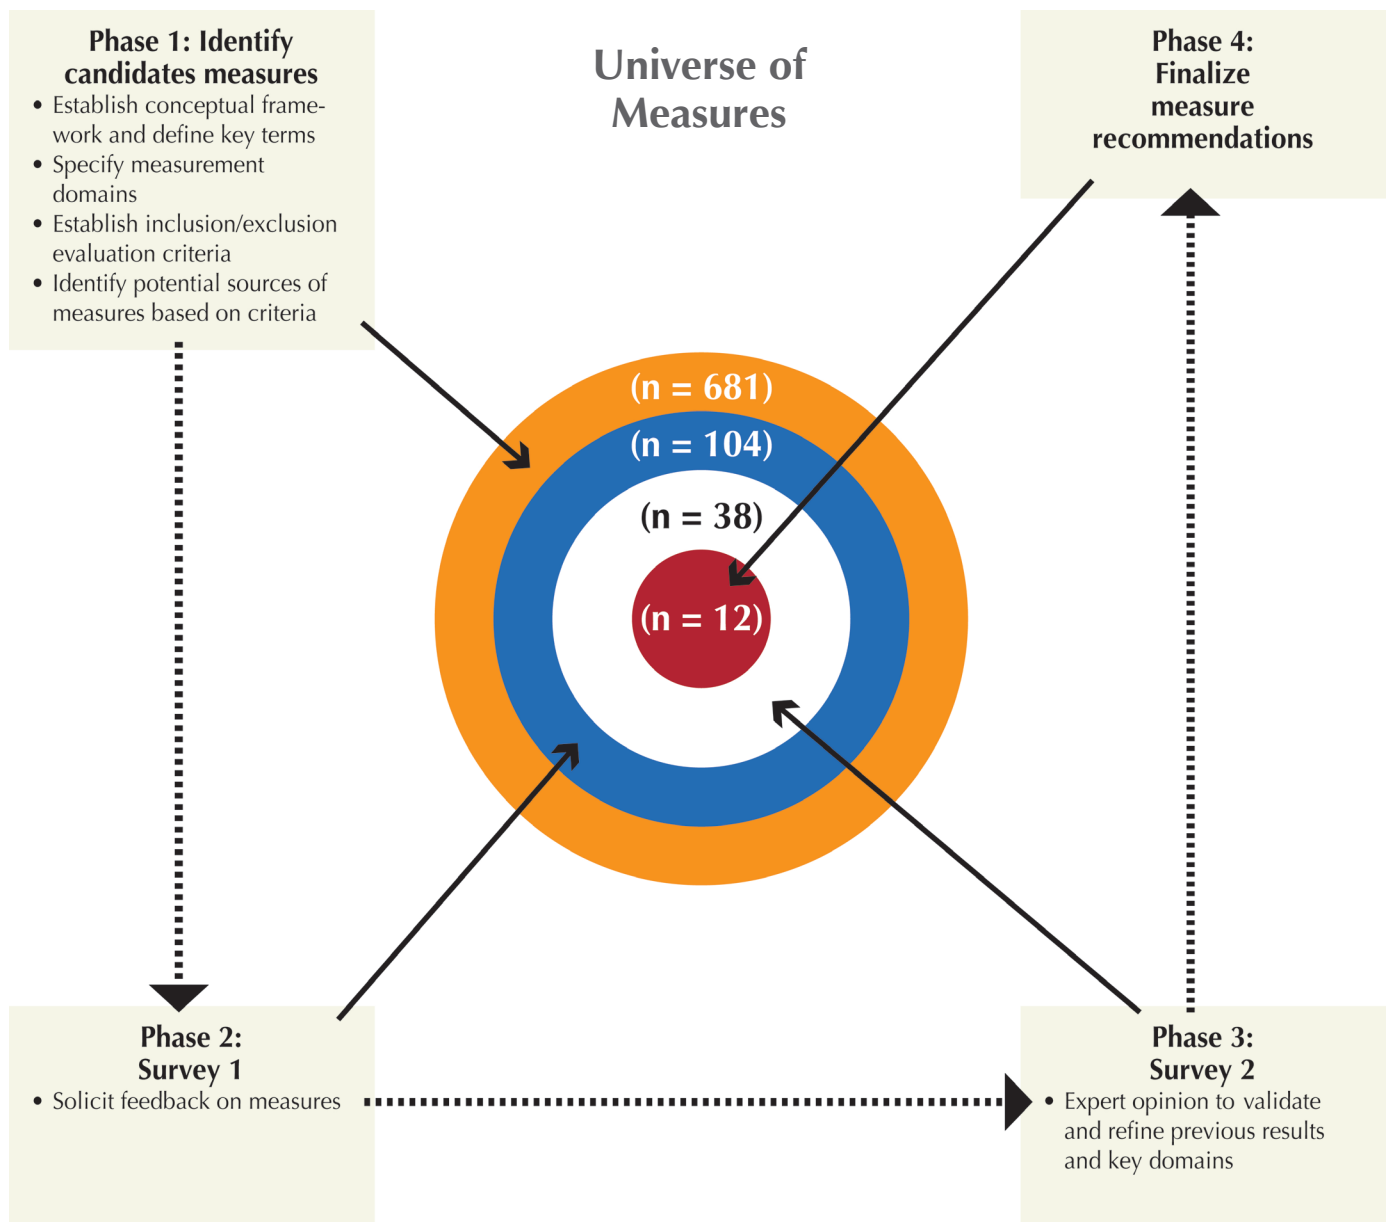 Phase 1: Identify
candidates measures
• Establish conceptual frame-
work and define key terms
• Specify measurement
domains
• Establish inclusion/exclusion
evaluation criteria
• Identify potential sources of
measures based on criteria
Universe of
Measures
Phase 4:
Finalize
measure
recommendations
(n = 681)
(n = 104)
(n = 38)
(n = 12)
Phase 2:
Survey 1
• Solicit feedback on measures
Phase 3:
Survey 2
• Expert opinion to validate
and refine previous results
and key domains